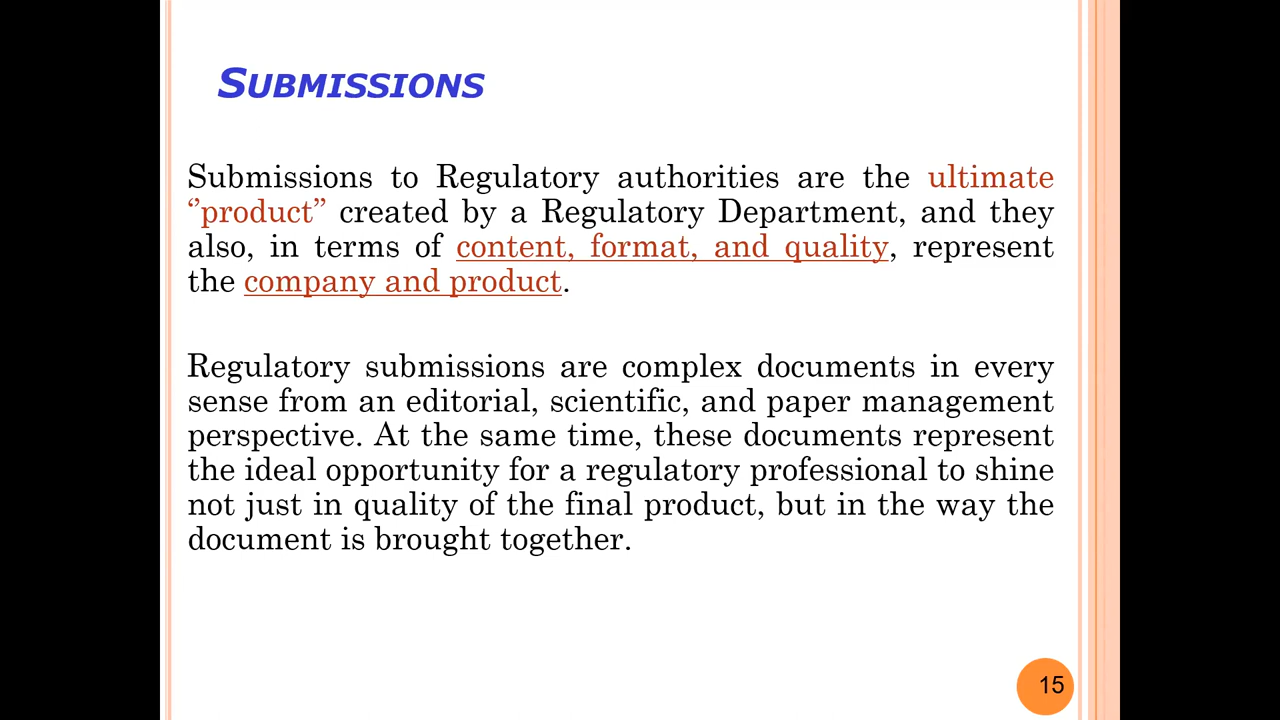 SUBMISSIONS
Submissions to Regulatory authorities are the ultimate
‘’product” created by a Regulatory Department, and they
also, in terms of content, format, and quality, represent
the company and product.
Regulatory submissions are complex documents in every
sense from an editorial, scientific, and paper management
perspective. At the same time, these documents represent
the ideal opportunity for a regulatory professional to shine
not just in quality of the final product, but in the way the
document is brought together.
15